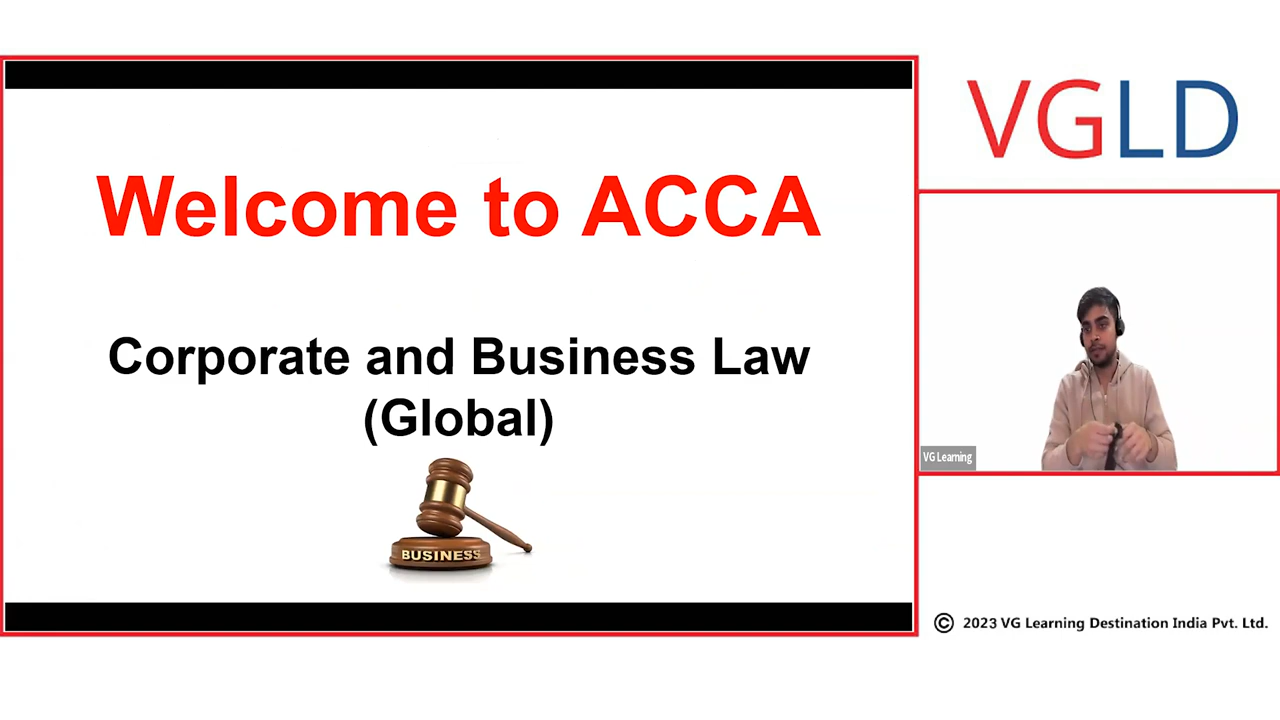 Welcome to ACCA
Corporate and Business Law
(Global)
BUSINESS
VGLD
VG Learning
© 2023 VG Learning Destination India Pvt. Ltd.